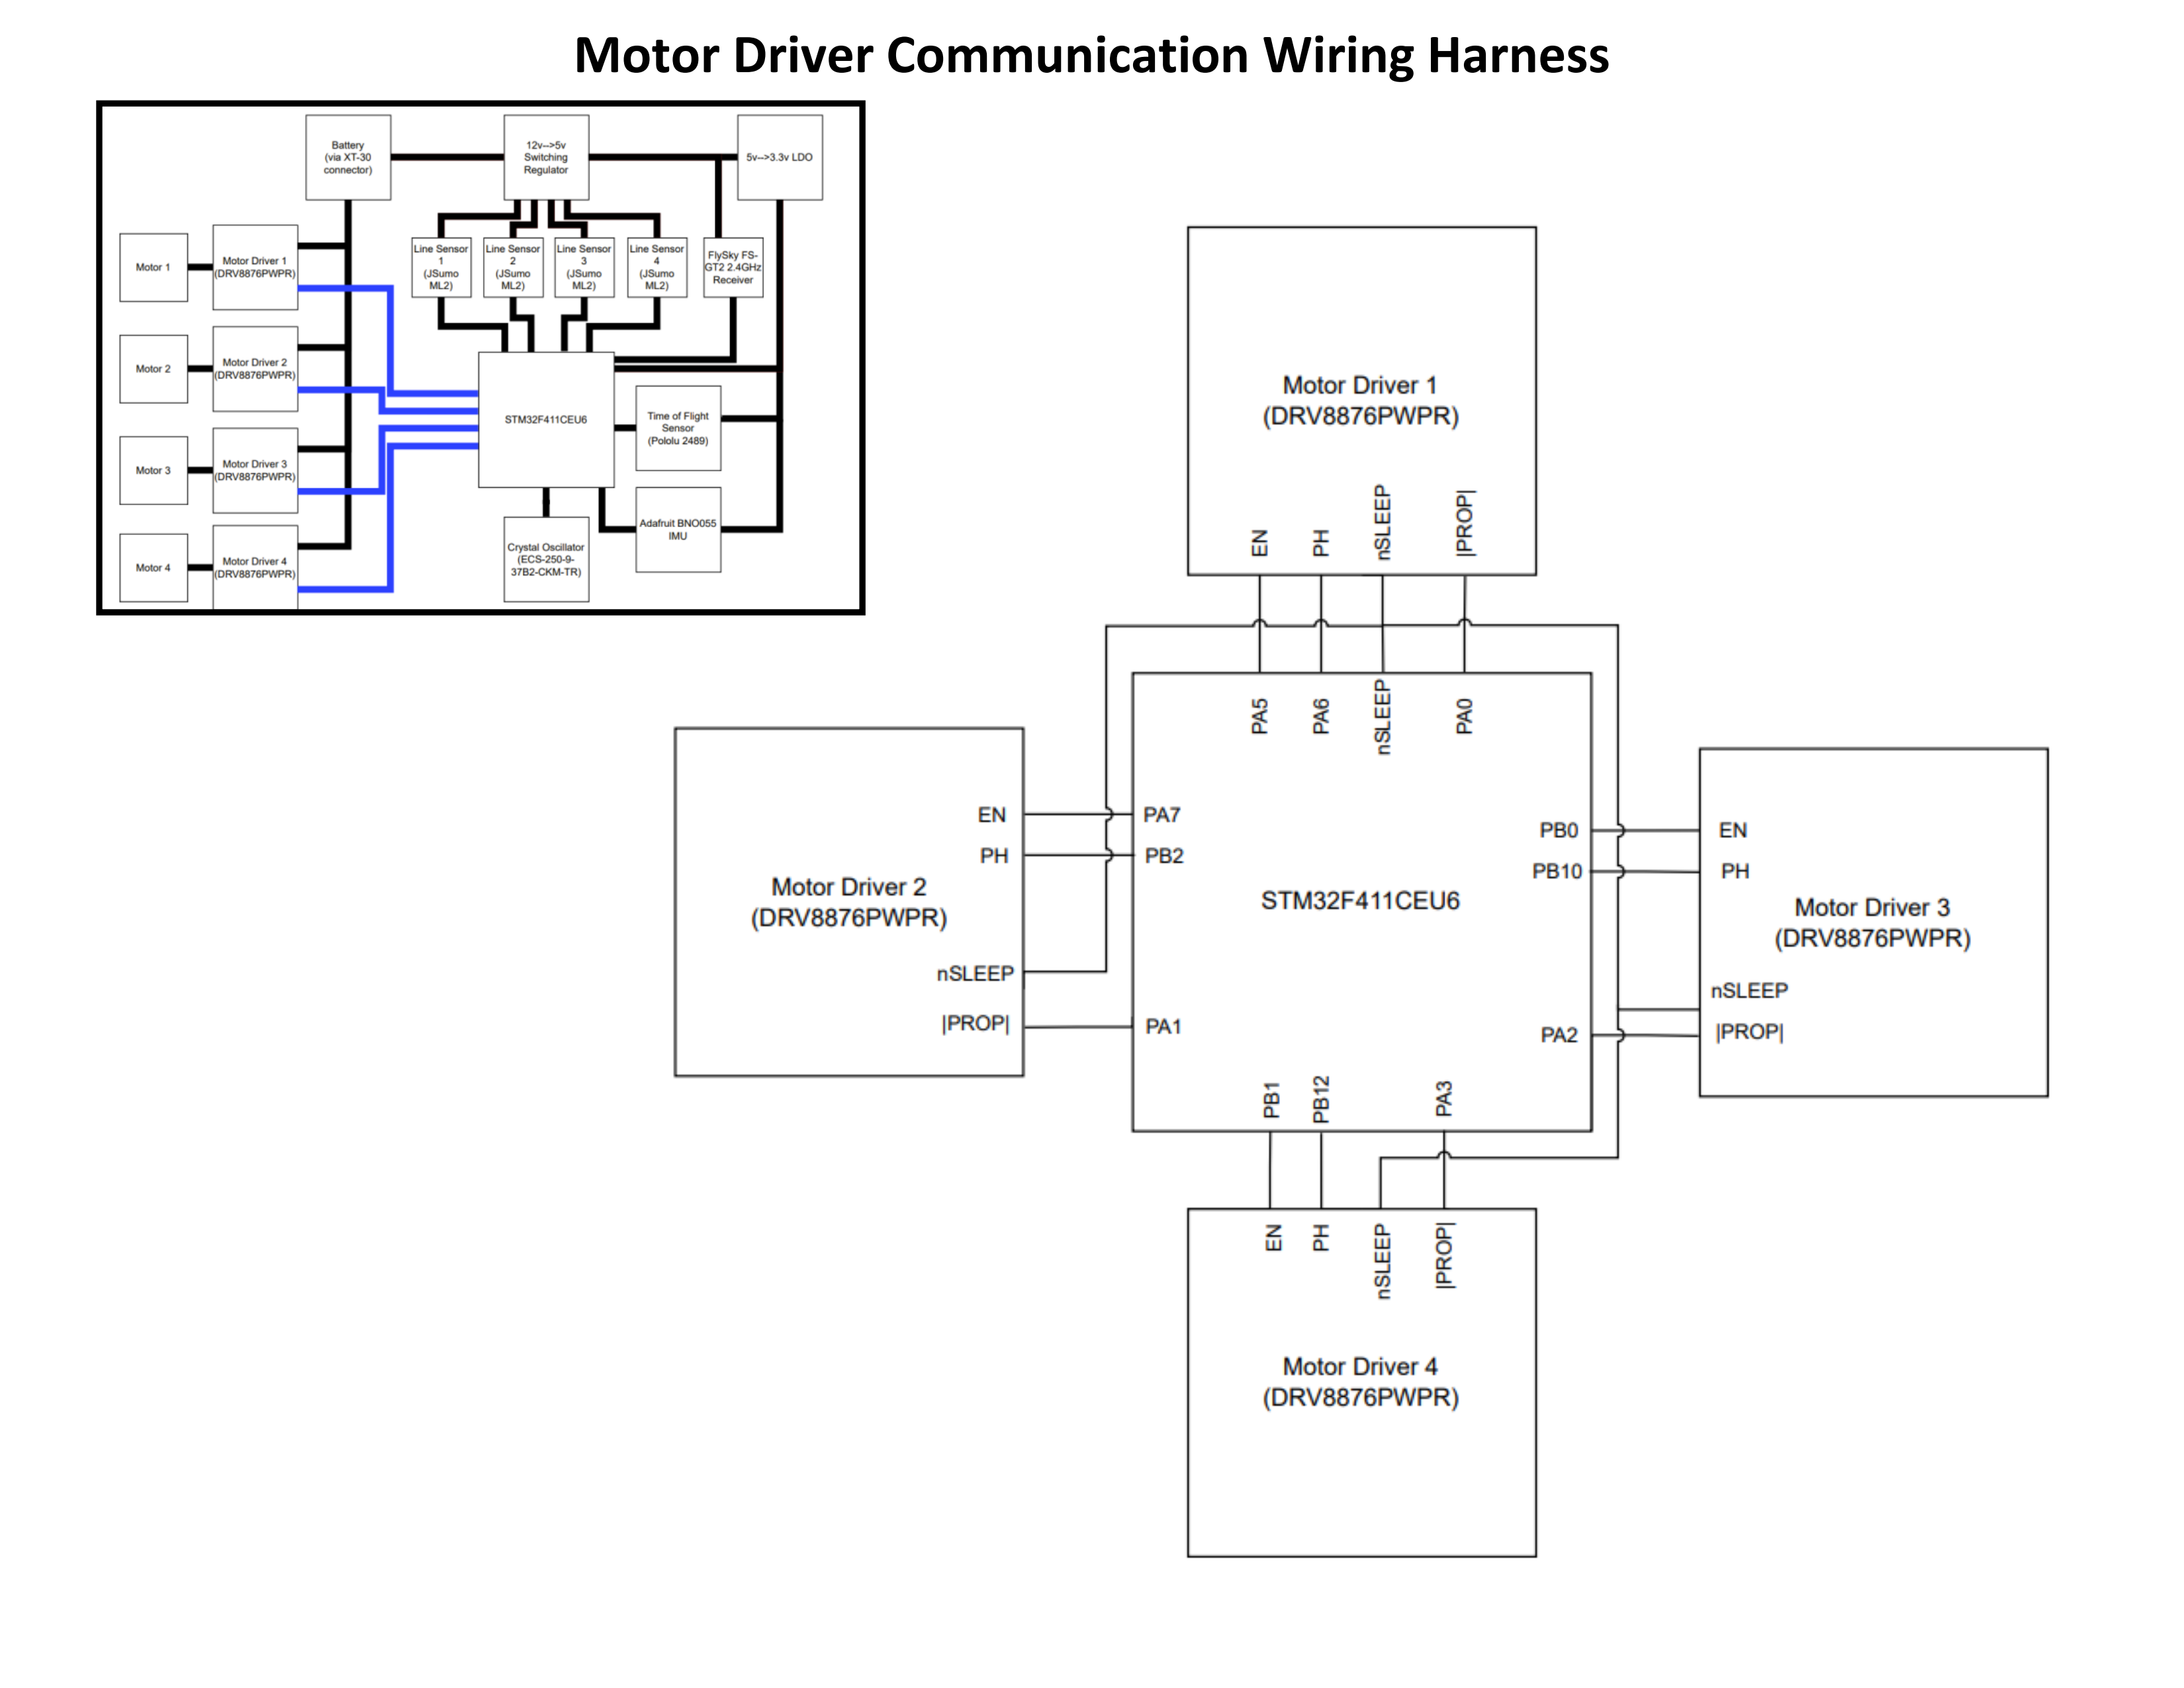 Motor Driver Communication Wiring Harness
Battery
(via XT-30
connector)
12v-->5v
Switching
Regulator
5v-->3.3v LDO
Motor 1
Motor Driver 1
(DRV8876PWPR)
Line Sensor
1
(JSumo
ML2)
Line Sensor
2
(JSumo
ML2)
Line Sensor
3
(JSumo
ML2)
Line Sensor
4
(JSumo
ML2)
FlySky FS-
GT2 2.4GHz
Receiver
Motor 2
Motor Driver 2
(DRV8876PWPR)
STM32F411CEU6
Time of Flight
Sensor
(Pololu 2489)
Motor 3
Motor Driver 3
(DRV8876PWPR)
Adafruit BNO055
IMU
Crystal Oscillator
(ECS-250-9-
37B2-CKM-TR)
Motor 4
Motor Driver 4
(DRV8876PWPR)
Motor Driver 1
(DRV8876PWPR)
EN
PH
nSLEEP
|PROP|
PA5
PA6
nSLEEP
PA0
Motor Driver 2
(DRV8876PWPR)
EN
PH
nSLEEP
|PROP|
PA7
PB2
PA1
STM32F411CEU6
PB0
PB10
PA2
EN
PH
Motor Driver 3
(DRV8876PWPR)
nSLEEP
|PROP|
PB1
PB12
PA3
EN
PH
nSLEEP
|PROP|
Motor Driver 4
(DRV8876PWPR)